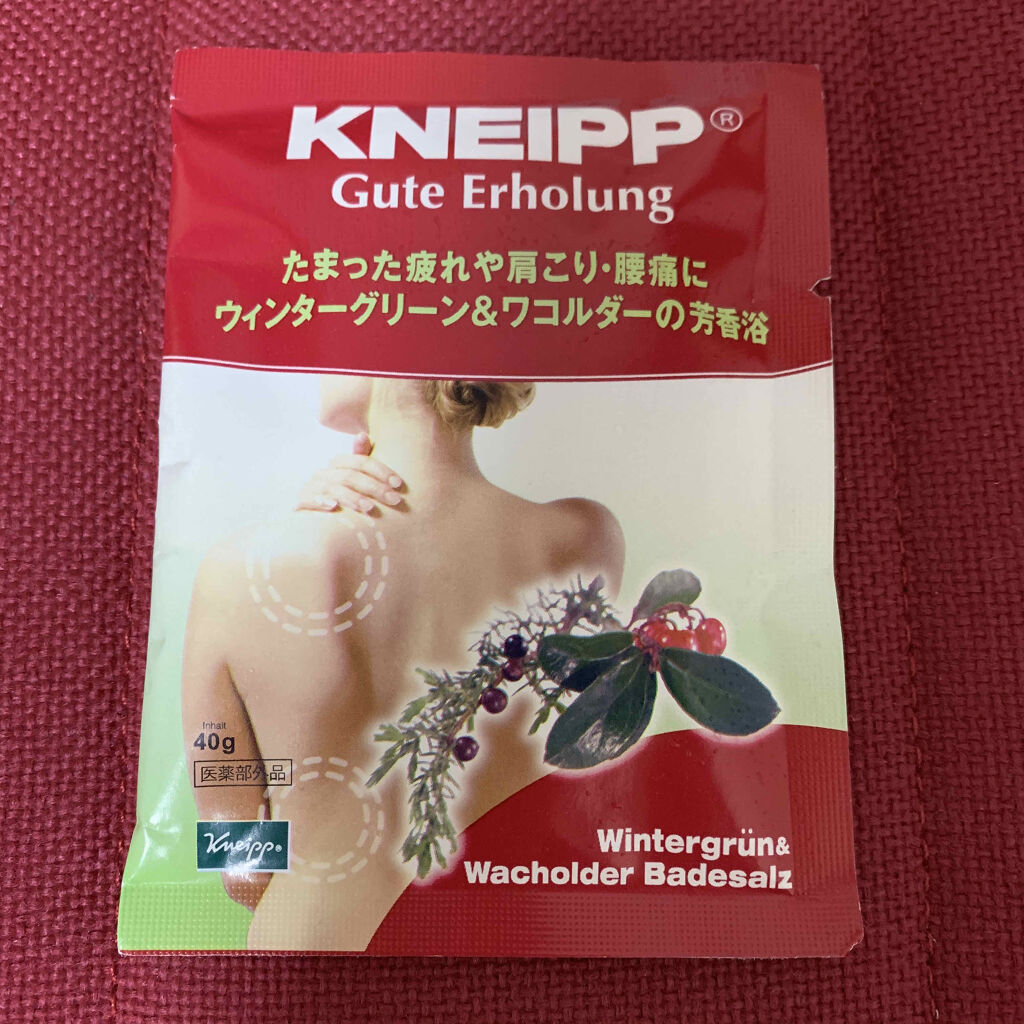 KNEIPP®
Gute Erholung
たまった疲れや肩こり・腰痛に
ウィンターグリーン&ワコルダーの芳香浴
Inhalt
40g
医薬部外品
Kneipp®
Wintergrün&
Wacholder Badesalz